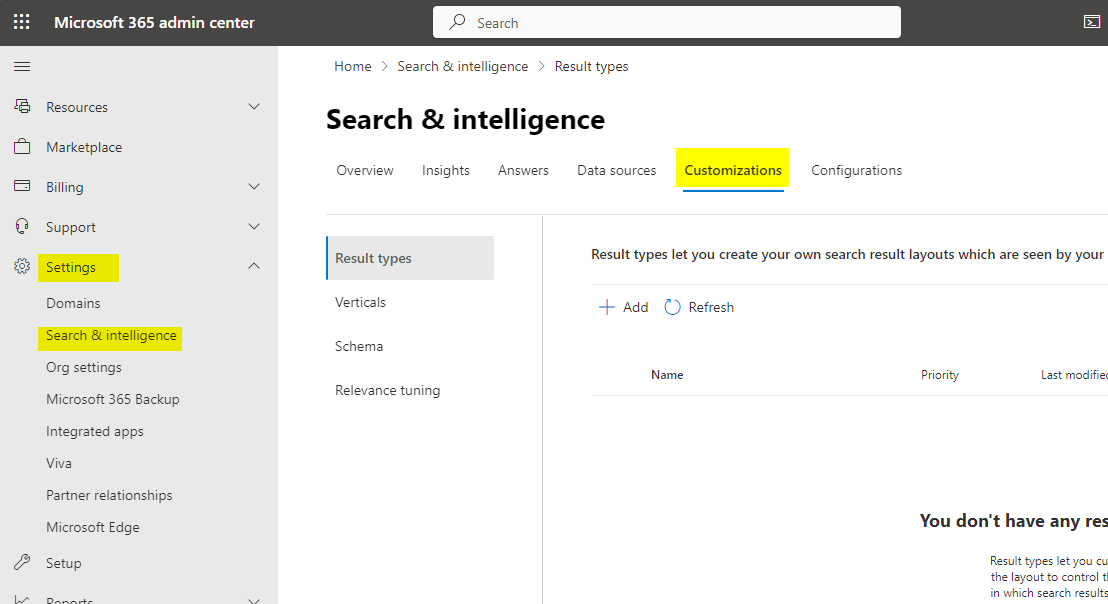 Microsoft 365 admin center
Search
Resources
Marketplace
Billing
Support
Settings
Domains
Search & intelligence
Org settings
Microsoft 365 Backup
Integrated apps
Viva
Partner relationships
Microsoft Edge
Setup
Reports
Home > Search & intelligence > Result types
Search & intelligence
Overview Insights Answers Data sources Customizations Configurations
Result types
Verticals
Schema
Relevance tuning
Result types let you create your own search result layouts which are seen by your
+ Add Refresh
Name Priority Last modified
You don't have any res
Result types let you cu
the layout to control t
in which search results